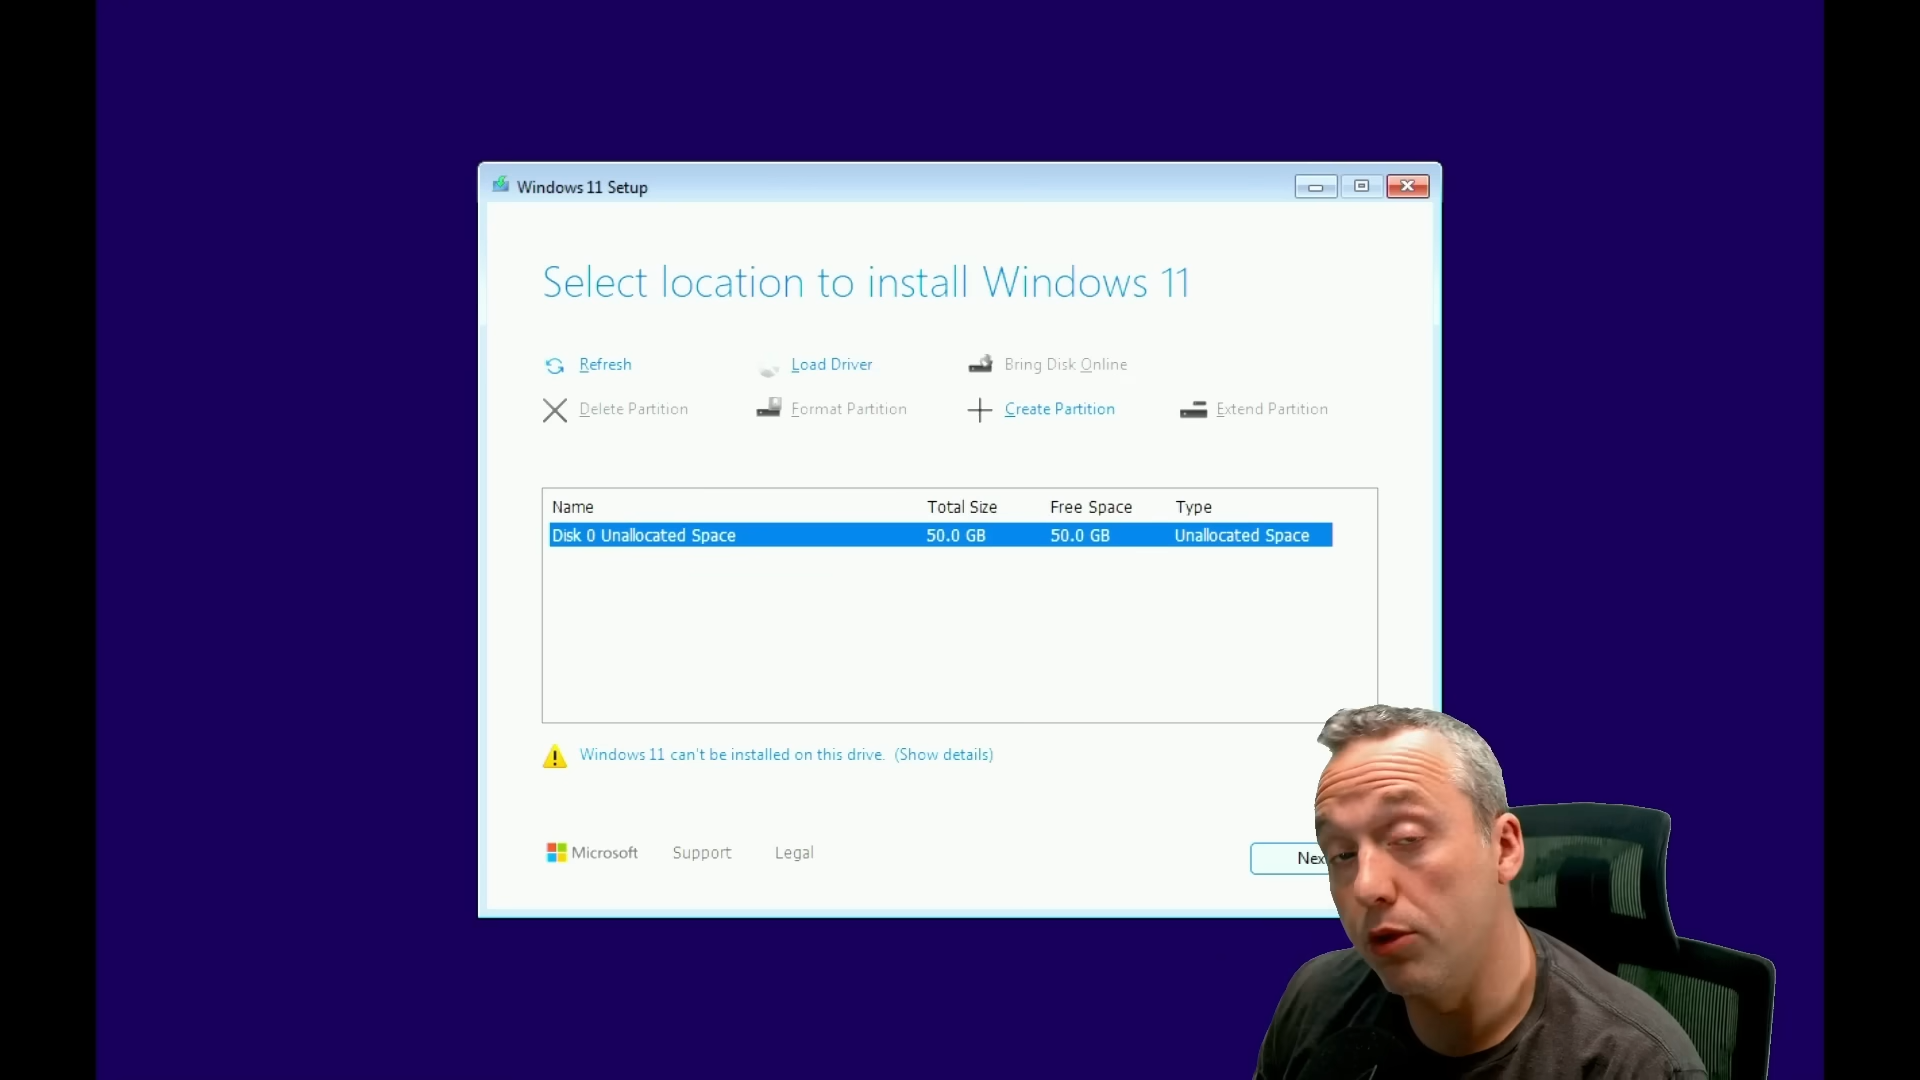 Windows 11 Setup
Select location to install Windows 11
Refresh
Load Driver
Bring Disk Online
Delete Partition
Format Partition
Create Partition
Extend Partition
Name Total Size Free Space Type
Disk 0 Unallocated Space 50.0 GB 50.0 GB Unallocated Space
Windows 11 can't be installed on this drive. (Show details)
Microsoft Support Legal
Nex